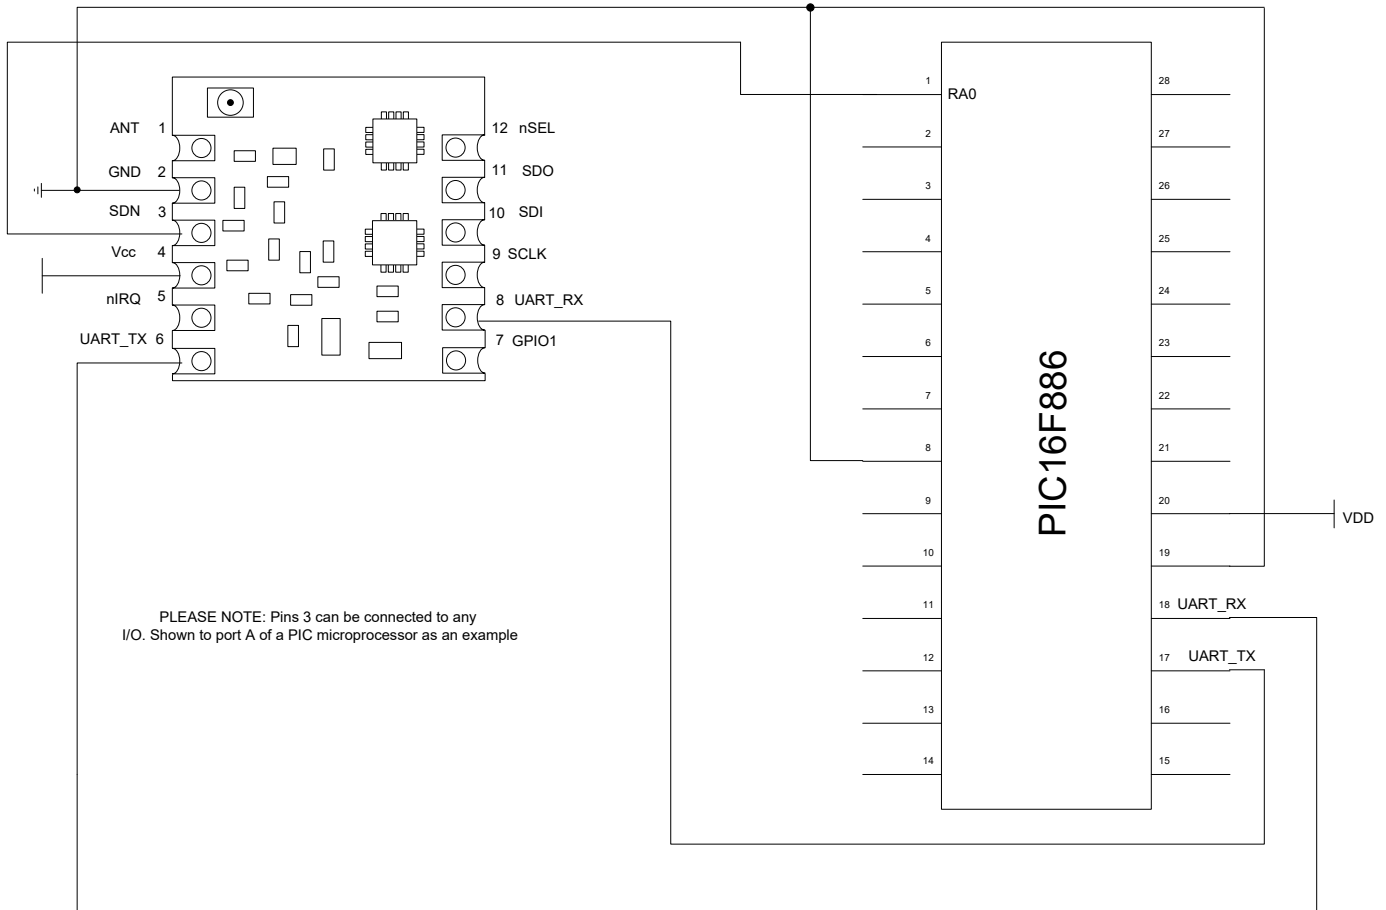 ANT 1
GND 2
SDN 3
Vcc 4
nIRQ 5
UART_TX 6
12 nSEL
11 SDO
10 SDI
9 SCLK
8 UART_RX
7 GPIO1
PLEASE NOTE: Pins 3 can be connected to any
I/O. Shown to port A of a PIC microprocessor as an example
1
RA0
2
3
4
5
6
7
8
9
10
11
12
13
14
PIC16F886
28
27
26
25
24
23
22
21
20
VDD
19
18 UART_RX
17 UART_TX
16
15